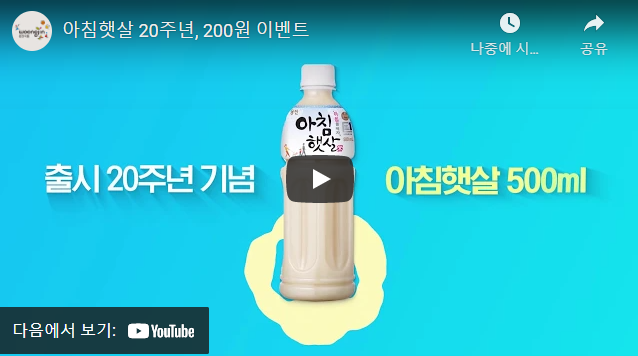 woongjin
아침햇살 20주년, 200원 이벤트
나중에 시...
공유
아침
햇살
출시 20주년 기념
아침햇살 500ml
다음에서 보기: YouTube